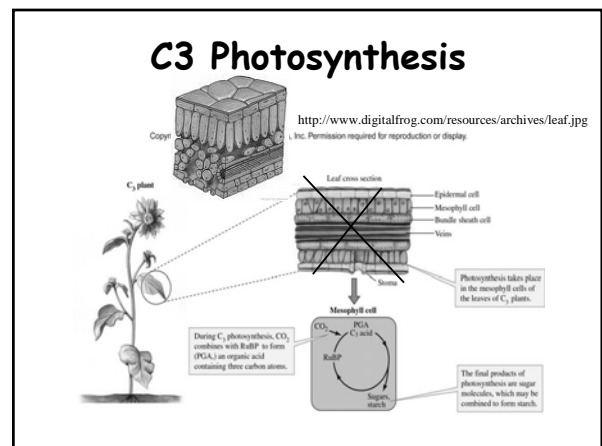 C3 Photosynthesis
http://www.digitalfrog.com/resources/archives/leaf.jpg
Copyri , Inc. Permission required for reproduction or display.
C3 plant
Leaf cross section
Epidermal cell
Mesophyll cell
Bundle sheath cell
Veins
Stoma
Photosynthesis takes place
in the mesophyll cells of
the leaves of C3 plants.
Mesophyll cell
During C3 photosynthesis, CO2
combines with RuBP to form
(PGA,) an organic acid
containing three carbon atoms.
CO2
PGA
C3 acid
RuBP
Sugars,
starch
The final products of
photosynthesis are sugar
molecules, which may be
combined to form starch.